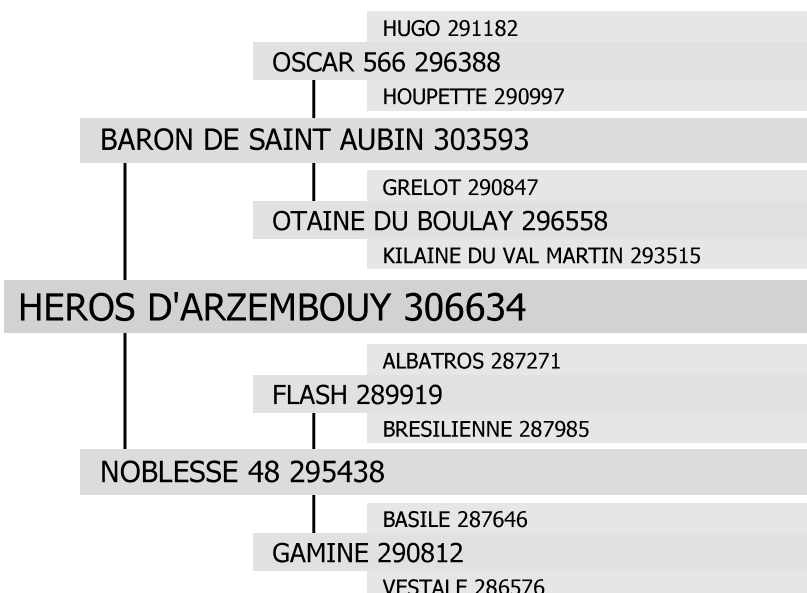 HUGO 291182
OSCAR 566 296388
HOUPETTE 290997
BARON DE SAINT AUBIN 303593
GRELOT 290847
OTAINE DU BOULAY 296558
KILAINE DU VAL MARTIN 293515
HEROS D'ARZEMBOUY 306634
ALBATROS 287271
FLASH 289919
BRESILIENNE 287985
NOBLESSE 48 295438
BASILE 287646
GAMINE 290812
VESTALE 286576